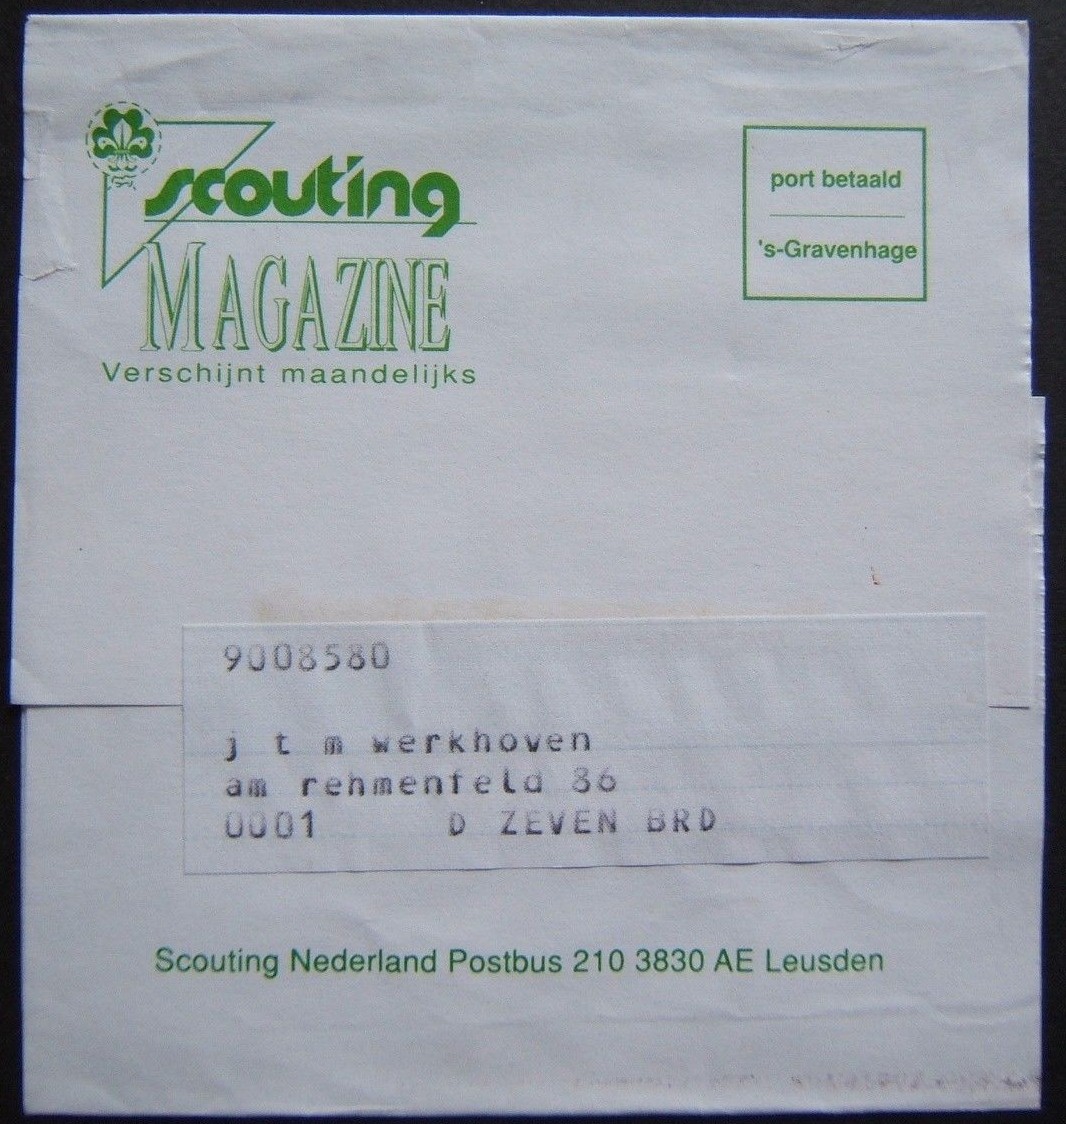 scouting
MAGAZINE
Verschijnt maandelijks
port betaald
's-Gravenhage
9008580
j t m werkhoven
am rehmenfeld 86
0001 D ZEVEN BRD
Scouting Nederland Postbus 210 3830 AE Leusden